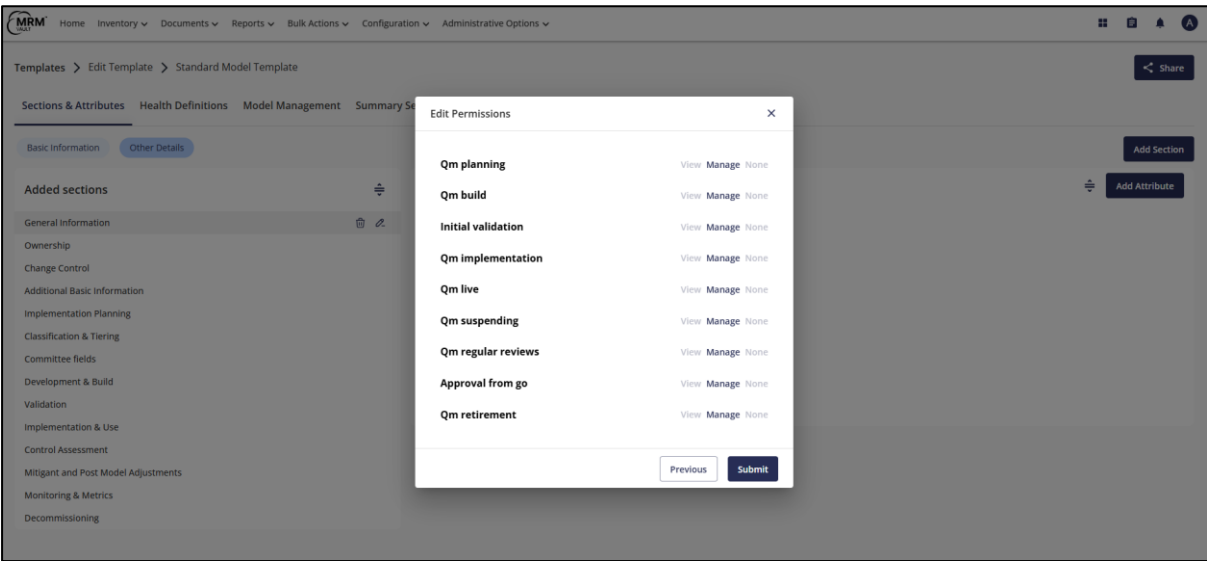 MRM
VAULT
Home Inventory Documents Reports Bulk Actions Configuration Administrative Options
A
Templates > Edit Template > Standard Model Template
Share
Sections & Attributes Health Definitions Model Management Summary Se
Basic Information Other Details
Add Section
Added sections
Add Attribute
General Information
Ownership
Change Control
Additional Basic Information
Implementation Planning
Classification & Tiering
Committee fields
Development & Build
Validation
Implementation & Use
Control Assessment
Mitigant and Post Model Adjustments
Monitoring & Metrics
Decommissioning
Edit Permissions
Qm planning View Manage None
Qm build View Manage None
Initial validation View Manage None
Qm implementation View Manage None
Qm live View Manage None
Qm suspending View Manage None
Qm regular reviews View Manage None
Approval from go View Manage None
Qm retirement View Manage None
Previous Submit